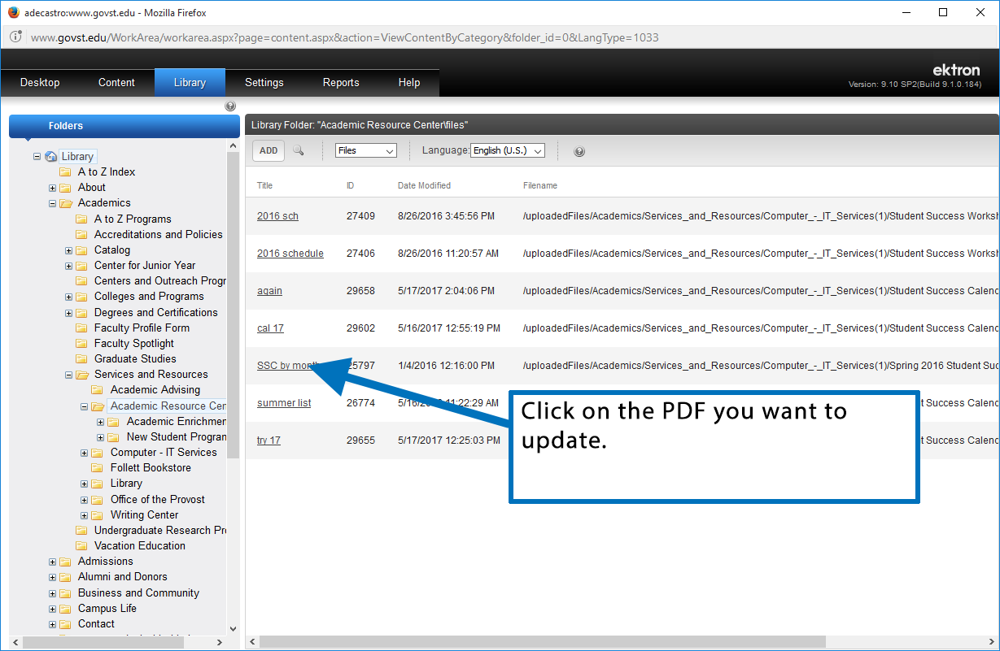 adecastro:www.govst.edu - Mozilla Firefox
www.govst.edu/WorkArea/workarea.aspx?page=content.aspx&action=ViewContentByCategory&folder_id=0&LangType=1033
ektron
Desktop Content Library Settings Reports Help
Version: 9.10 SP2(Build 9.1.0.184)
Folders
Library
A to Z Index
About
Academics
A to Z Programs
Accreditations and Policies
Catalog
Center for Junior Year
Centers and Outreach Progr
Colleges and Programs
Degrees and Certifications
Faculty Profile Form
Faculty Spotlight
Graduate Studies
Services and Resources
Academic Advising
Academic Resource Cer
Academic Enrichmer
New Student Progran
Computer - IT Services
Follett Bookstore
Library
Office of the Provost
Writing Center
Undergraduate Research Pr
Vacation Education
Admissions
Alumni and Donors
Business and Community
Campus Life
Contact
Library Folder: "Academic Resource Center\files"
ADD Files Language: English (U.S.)
Title ID Date Modified Filename
2016 sch 27409 8/26/2016 3:45:56 PM /uploadedFiles/Academics/Services_and_Resources/Computer_-_IT_Services(1)/Student Success Worksh
2016 schedule 27406 8/26/2016 11:20:57 AM /uploadedFiles/Academics/Services_and_Resources/Computer_-_IT_Services(1)/Student Success Worksh
again 29658 5/17/2017 2:04:06 PM /uploadedFiles/Academics/Services_and_Resources/Computer_-_IT_Services(1)/Student Success Calenc
cal 17 29602 5/16/2017 12:55:19 PM /uploadedFiles/Academics/Services_and_Resources/Computer_-_IT_Services(1)/Student Success Calenc
SSC by month 25797 1/4/2016 12:16:00 PM /uploadedFiles/Academics/Services_and_Resources/Computer_-_IT_Services(1)/Spring 2016 Student Suc
summer list 26774 5/16/ 11:22:29 AM t Success Calenc
try 17 29655 5/17/2017 12:25:03 PM t Success Calenc
Click on the PDF you want to
update.